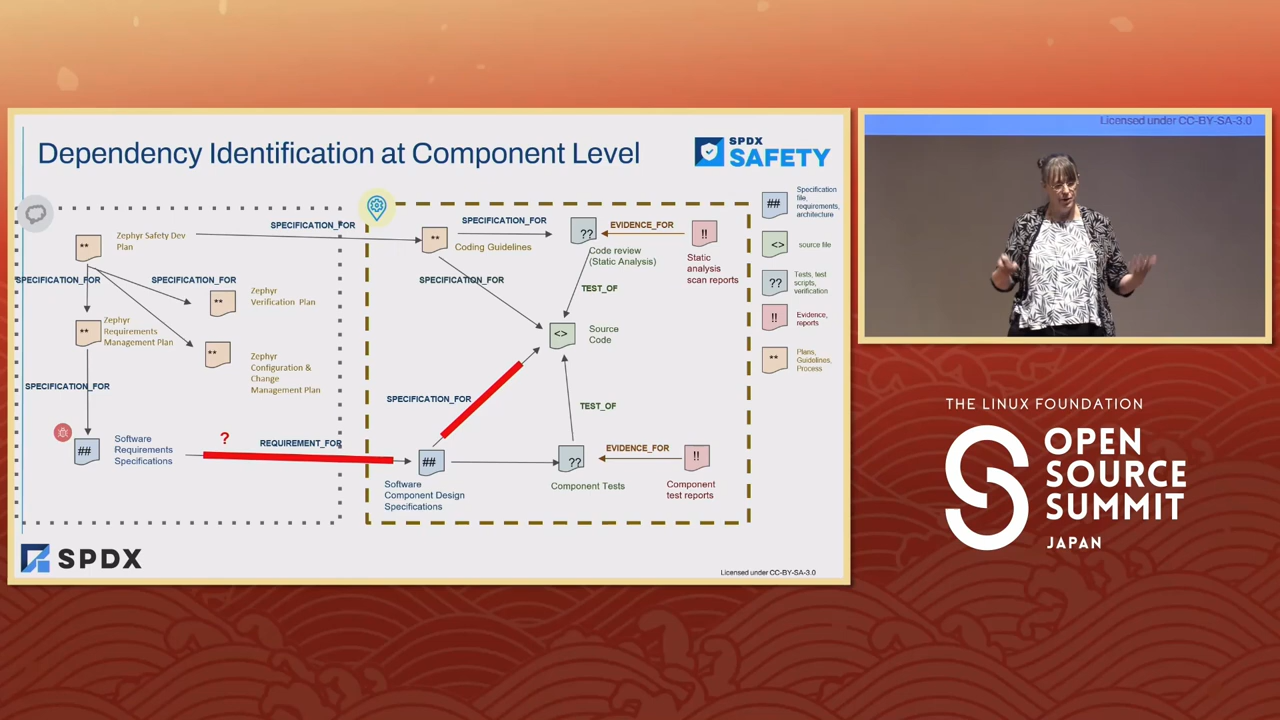 Dependency Identification at Component Level
SPDX
SAFETY
Licensed under CC-BY-SA-3.0
**
Zephyr Safety Dev
Plan
SPECIFICATION_FOR
SPECIFICATION_FOR
SPECIFICATION_FOR
**
Zephyr
Verification Plan
**
Zephyr
Requirements
Management Plan
**
Zephyr
Configuration &
Change
Management Plan
SPECIFICATION_FOR
##
Software
Requirements
Specifications
?
REQUIREMENT_FOR
**
Coding Guidelines
SPECIFICATION_FOR
??
Code review
(Static Analysis)
EVIDENCE_FOR
!!
Static
analysis
scan reports
SPECIFICATION_FOR
TEST_OF
<>
Source
Code
SPECIFICATION_FOR
TEST_OF
##
Software
Component Design
Specifications
??
Component Tests
EVIDENCE_FOR
!!
Component
test reports
##
Specification
file,
requirements,
architecture
<>
source file
??
Tests, test
scripts,
verification
!!
Evidence,
reports
**
Plans,
Guidelines,
Process
SPDX
Licensed under CC-BY-SA-3.0
THE LINUX FOUNDATION
OPEN
SOURCE
SUMMIT
JAPAN